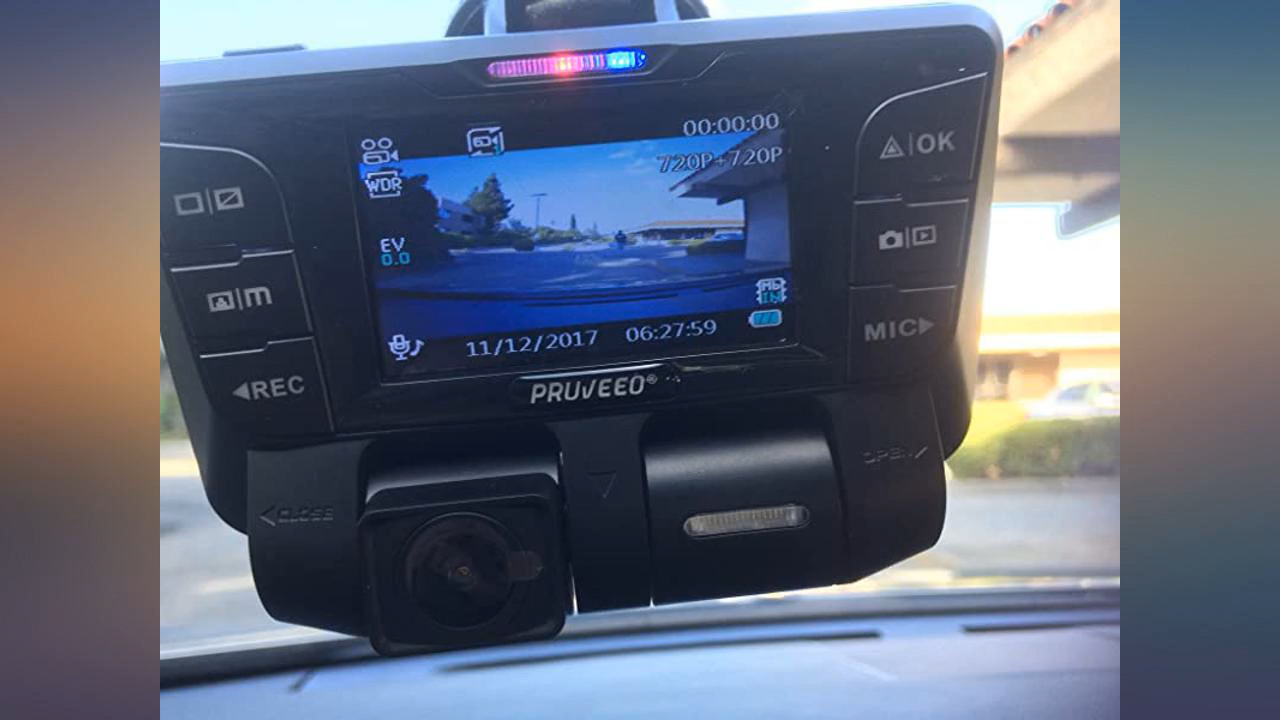 00:00:00
720P+720P
WDR
EV
0.0
IN
11/12/2017 06:27:59
PRUVEEO®
m
◀REC
OK
MIC▶
<CLOSE
OPEN